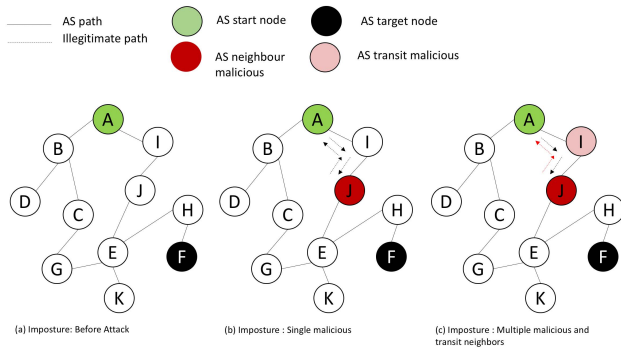 AS path
Illegitimate path
AS start node
AS target node
AS neighbour
malicious
AS transit malicious
A
B
I
D
C
J
H
G
E
F
K
(a) Imposture: Before Attack
A
B
I
D
C
J
H
G
E
F
K
(b) Imposture : Single malicious
A
B
I
D
C
J
H
G
E
F
K
(c) Imposture : Multiple malicious and
transit neighbors